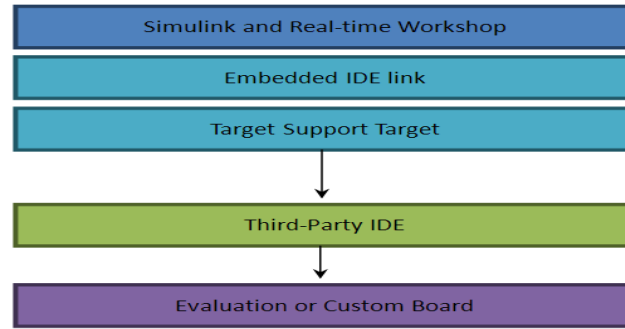 Simulink and Real-time Workshop
Embedded IDE link
Target Support Target
Third-Party IDE
Evaluation or Custom Board